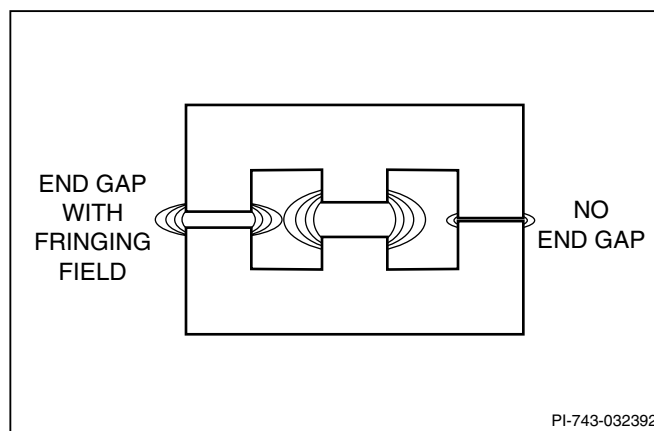 END GAP
WITH
FRINGING
FIELD
NO
END GAP
PI-743-032392